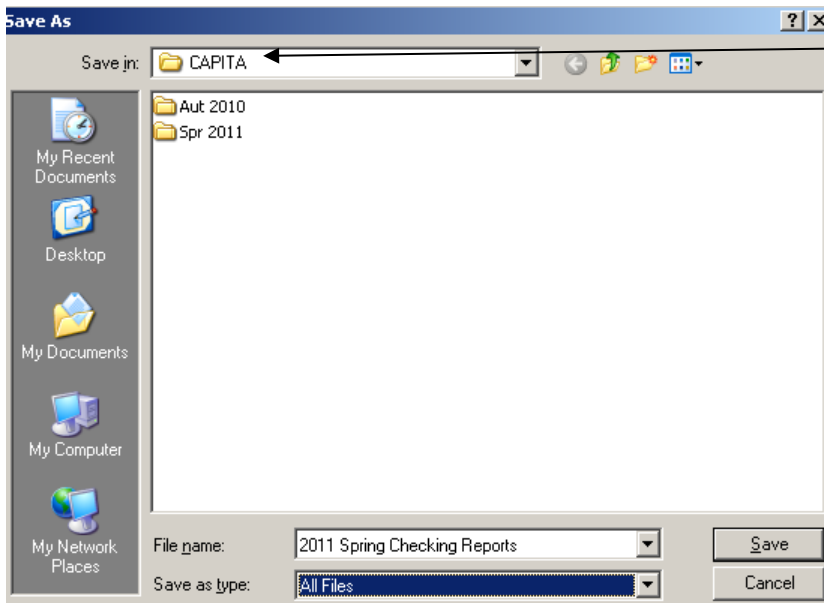 Save As
Save in: CAPITA
Aut 2010
Spr 2011
My Recent
Documents
Desktop
My Documents
My Computer
My Network
Places
File name: 2011 Spring Checking Reports Save
Save as type: All Files Cancel